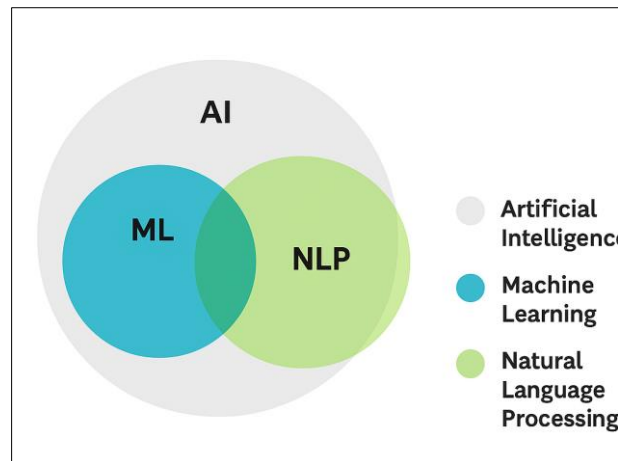 AI
ML
NLP
Artificial
Intelligence
Machine
Learning
Natural
Language
Processing